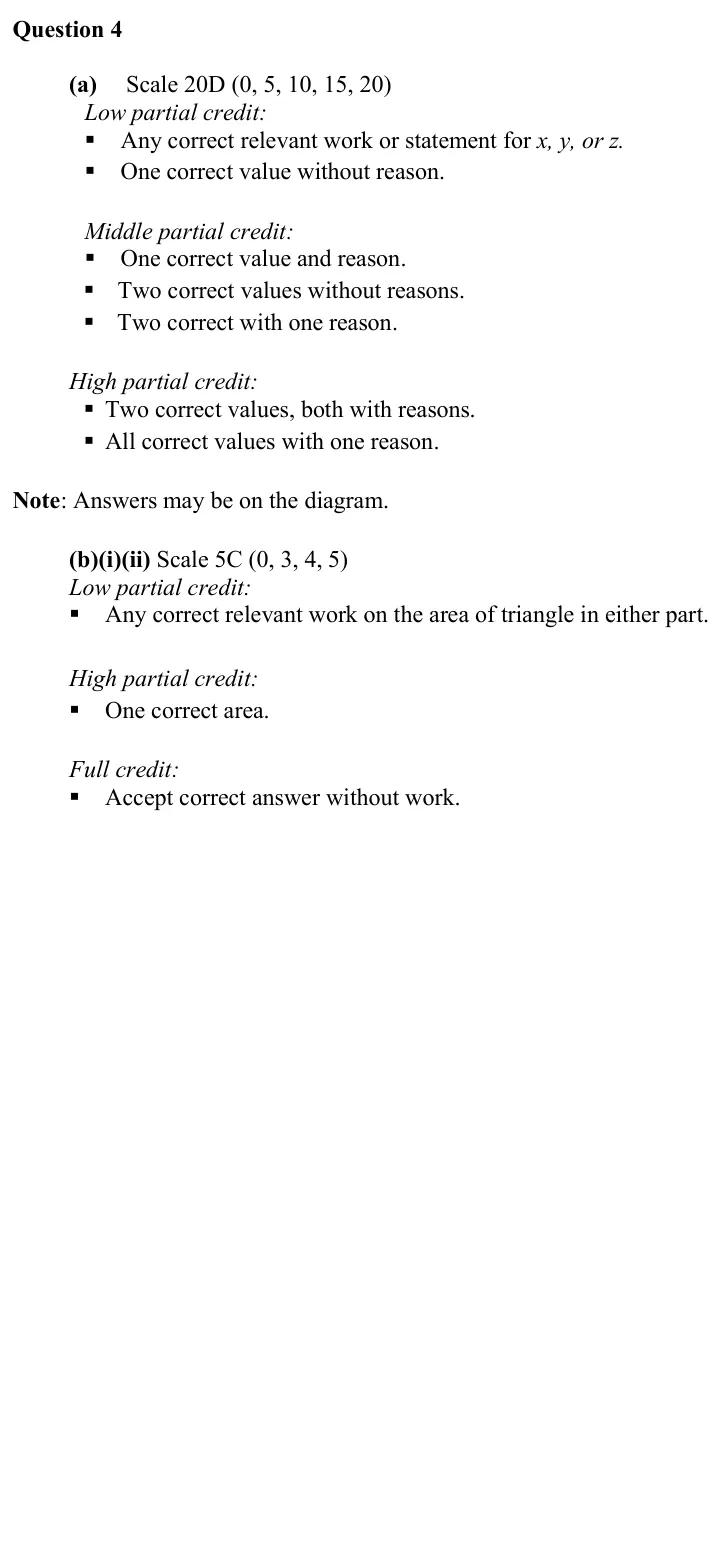 Question 4
(a) Scale 20D (0, 5, 10, 15, 20)
Low partial credit:
▪ Any correct relevant work or statement for x, y, or z.
▪ One correct value without reason.
Middle partial credit:
▪ One correct value and reason.
▪ Two correct values without reasons.
▪ Two correct with one reason.
High partial credit:
▪ Two correct values, both with reasons.
▪ All correct values with one reason.
Note: Answers may be on the diagram.
(b)(i)(ii) Scale 5C (0, 3, 4, 5)
Low partial credit:
▪ Any correct relevant work on the area of triangle in either part.
High partial credit:
▪ One correct area.
Full credit:
▪ Accept correct answer without work.